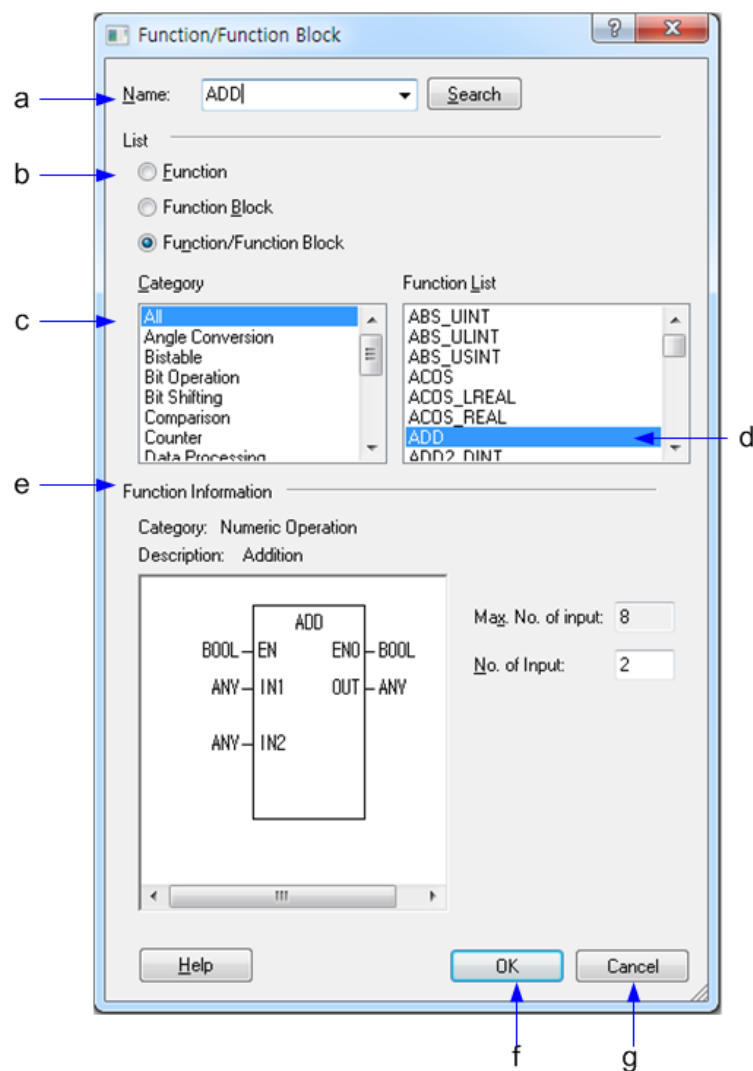 Function/Function Block
a
Name: ADD Search
List
b
Function
Function Block
Function/Function Block
Category Function List
c
All
Angle Conversion
Bistable
Bit Operation
Bit Shifting
Comparison
Counter
Data Processing
ABS_UINT
ABS_ULINT
ABS_USINT
ACOS
ACOS_LREAL
ACOS_REAL
ADD
ADD2_DINT
d
e
Function Information
Category: Numeric Operation
Description: Addition
ADD
BOOL EN ENO BOOL
ANY IN1 OUT ANY
ANY IN2
Max. No. of input: 8
No. of Input: 2
Help OK Cancel
f g